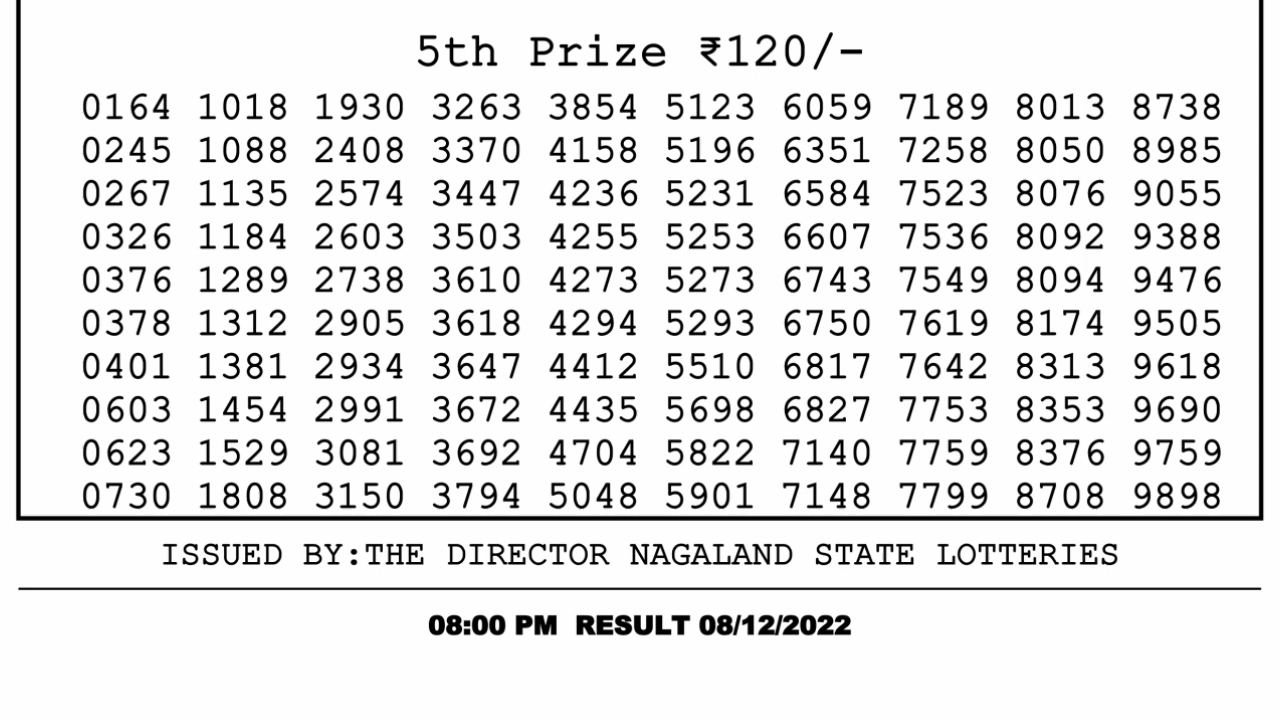 5th Prize ₹120/-
0164 1018 1930 3263 3854 5123 6059 7189 8013 8738
0245 1088 2408 3370 4158 5196 6351 7258 8050 8985
0267 1135 2574 3447 4236 5231 6584 7523 8076 9055
0326 1184 2603 3503 4255 5253 6607 7536 8092 9388
0376 1289 2738 3610 4273 5273 6743 7549 8094 9476
0378 1312 2905 3618 4294 5293 6750 7619 8174 9505
0401 1381 2934 3647 4412 5510 6817 7642 8313 9618
0603 1454 2991 3672 4435 5698 6827 7753 8353 9690
0623 1529 3081 3692 4704 5822 7140 7759 8376 9759
0730 1808 3150 3794 5048 5901 7148 7799 8708 9898
ISSUED BY:THE DIRECTOR NAGALAND STATE LOTTERIES
08:00 PM RESULT 08/12/2022